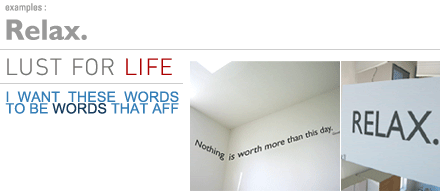 examples :
Relax.
LUST FOR LIFE
I WANT THESE WORDS
TO BE WORDS THAT AFF
Nothing is worth more than this day.
RELAX.